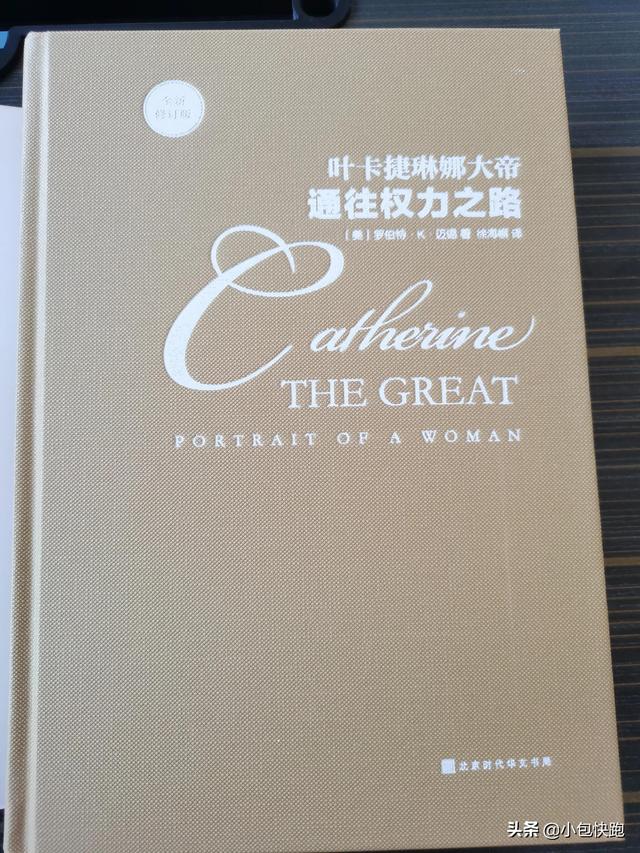 全新
修订版
叶卡捷琳娜大帝
通往权力之路
[美]罗伯特·K·迈锡 著 徐海幈 译
Catherine
THE GREAT
PORTRAIT OF A WOMAN
北京时代华文书局
头条 @小包快跑